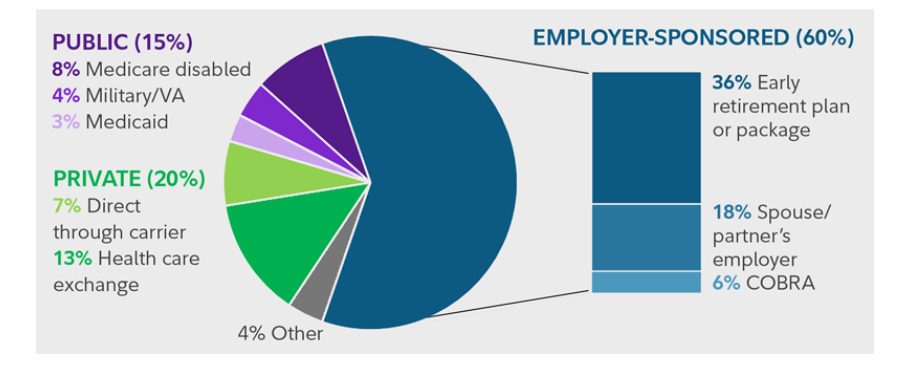 PUBLIC (15%)
8% Medicare disabled
4% Military/VA
3% Medicaid
PRIVATE (20%)
7% Direct
through carrier
13% Health care
exchange
4% Other
EMPLOYER-SPONSORED (60%)
36% Early
retirement plan
or package
18% Spouse/
partner's
employer
6% COBRA